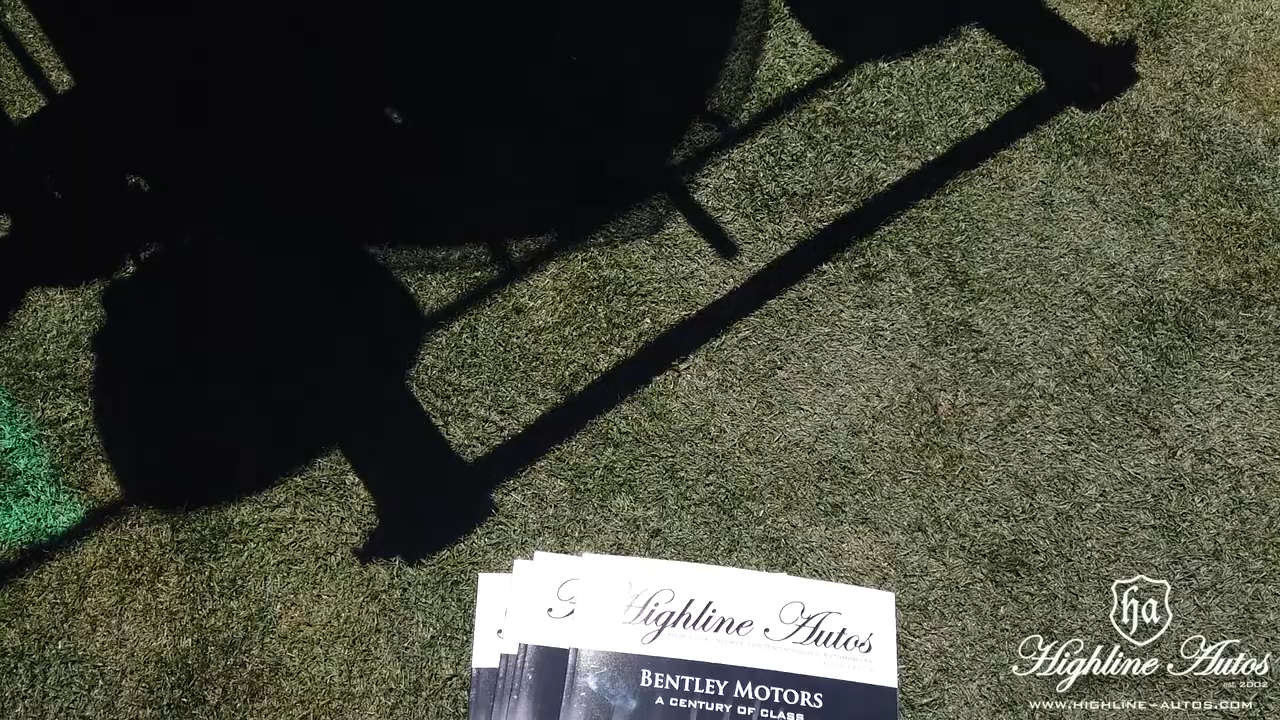 Highline Autos
BENTLEY MOTORS
A CENTURY OF CLASS
ha
Highline Autos
est. 2002
WWW.HIGHLINE-AUTOS.COM